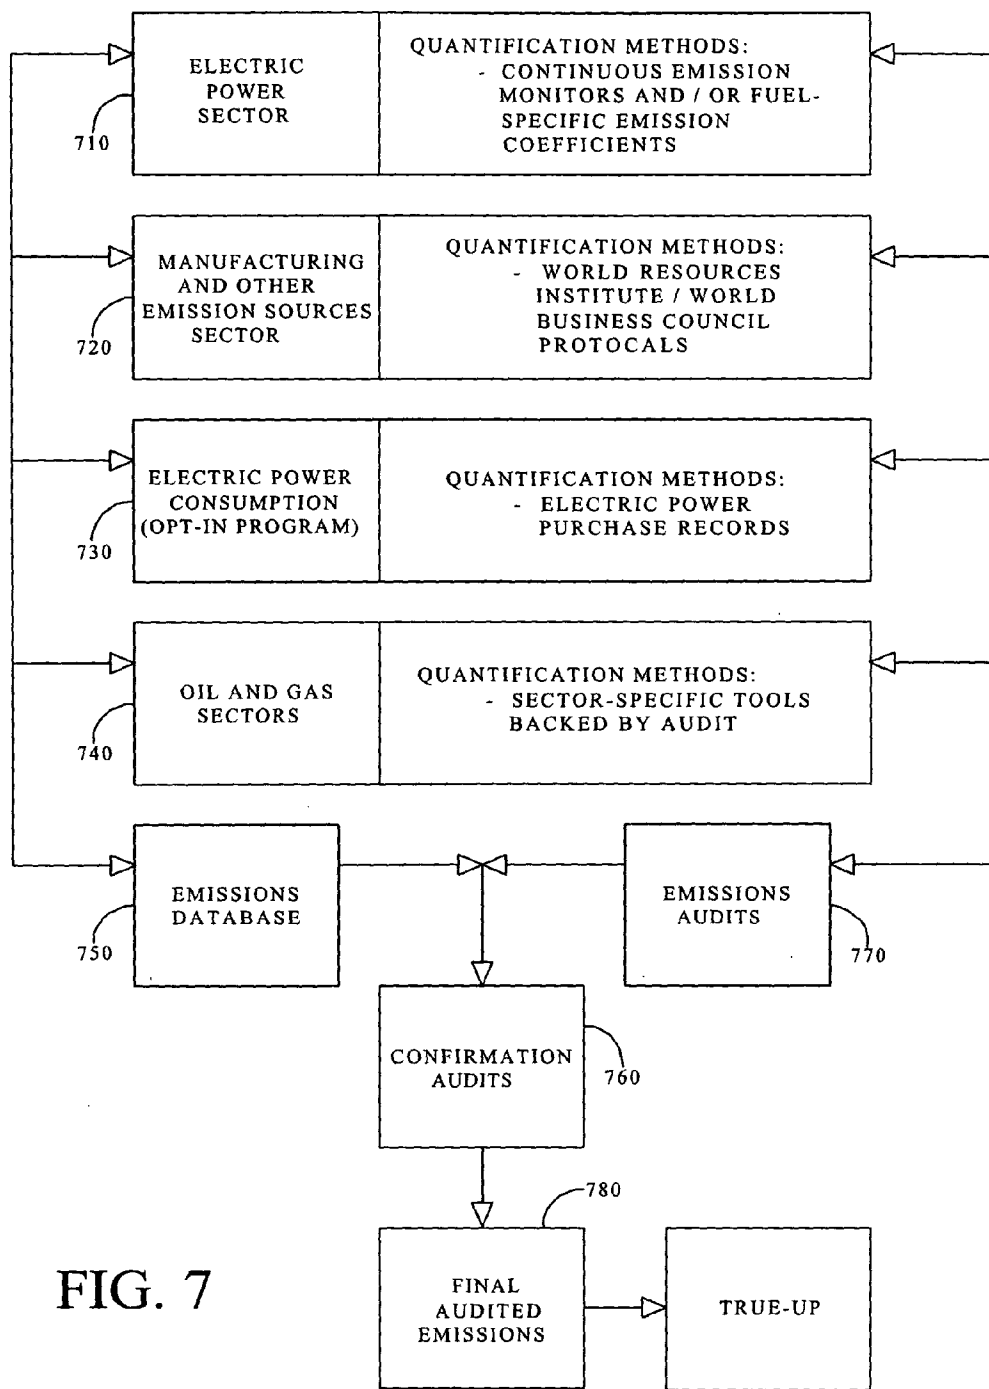 ELECTRIC
POWER
SECTOR
710
QUANTIFICATION METHODS:
- CONTINUOUS EMISSION
MONITORS AND / OR FUEL-
SPECIFIC EMISSION
COEFFICIENTS
MANUFACTURING
AND OTHER
EMISSION SOURCES
SECTOR
720
QUANTIFICATION METHODS:
- WORLD RESOURCES
INSTITUTE / WORLD
BUSINESS COUNCIL
PROTOCALS
ELECTRIC POWER
CONSUMPTION
(OPT-IN PROGRAM)
730
QUANTIFICATION METHODS:
- ELECTRIC POWER
PURCHASE RECORDS
OIL AND GAS
SECTORS
740
QUANTIFICATION METHODS:
- SECTOR-SPECIFIC TOOLS
BACKED BY AUDIT
EMISSIONS
DATABASE
750
EMISSIONS
AUDITS
770
CONFIRMATION
AUDITS
760
780
FINAL
AUDITED
EMISSIONS
TRUE-UP
FIG. 7